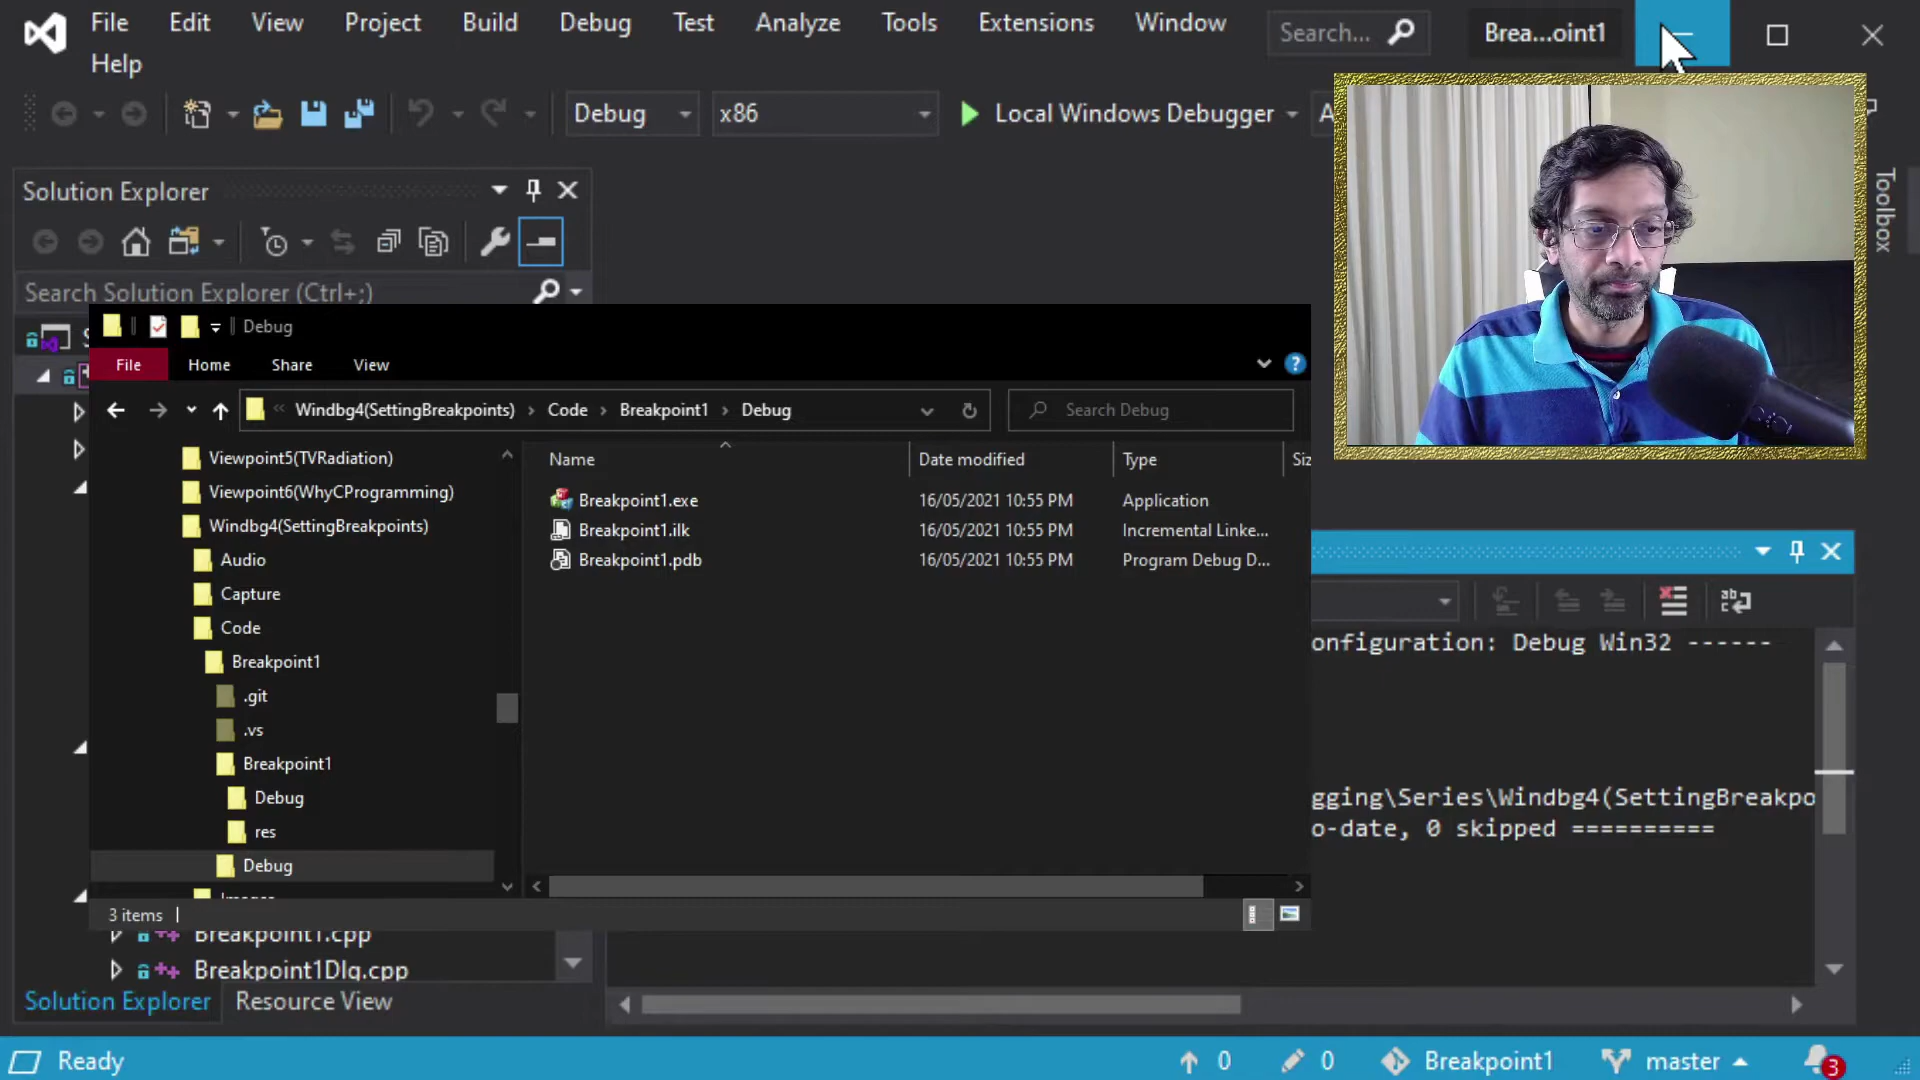 File Edit View Project Build Debug Test Analyze Tools Extensions Window Search... Brea...oint1
Help
Debug x86 Local Windows Debugger A
Toolbox
Solution Explorer
Search Solution Explorer (Ctrl+;)
Debug
File Home Share View
« Windbg4(SettingBreakpoints) › Code › Breakpoint1 › Debug
Search Debug
Viewpoint5(TVRadiation)
Viewpoint6(WhyCProgramming)
Windbg4(SettingBreakpoints)
Audio
Capture
Code
Breakpoint1
.git
.vs
Breakpoint1
Debug
res
Debug
Name Date modified Type Siz
Breakpoint1.exe 16/05/2021 10:55 PM Application
Breakpoint1.ilk 16/05/2021 10:55 PM Incremental Linke...
Breakpoint1.pdb 16/05/2021 10:55 PM Program Debug D...
3 items
onfiguration: Debug Win32 ------
gging\Series\Windbg4(SettingBreakpo
o-date, 0 skipped ==========
Breakpoint1.cpp
Breakpoint1Dlg.cpp
Solution Explorer Resource View
Ready 0 0 Breakpoint1 master 3